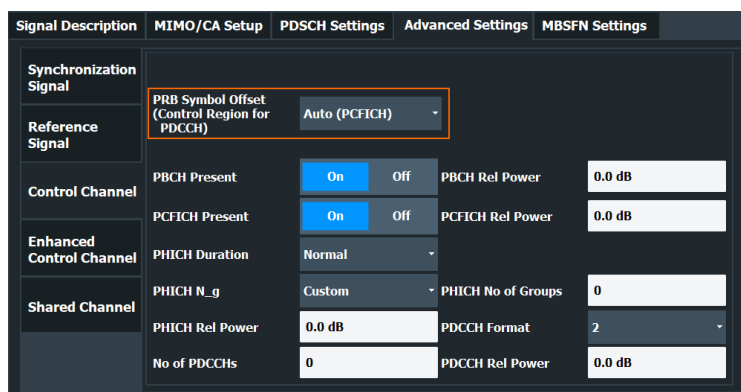 Signal Description MIMO/CA Setup PDSCH Settings Advanced Settings MBSFN Settings
Synchronization
Signal
Reference
Signal
Control Channel
Enhanced
Control Channel
Shared Channel
PRB Symbol Offset
(Control Region for
PDCCH)
Auto (PCFICH)
PBCH Present On Off PBCH Rel Power 0.0 dB
PCFICH Present On Off PCFICH Rel Power 0.0 dB
PHICH Duration Normal
PHICH N_g Custom PHICH No of Groups 0
PHICH Rel Power 0.0 dB PDCCH Format 2
No of PDCCHs 0 PDCCH Rel Power 0.0 dB